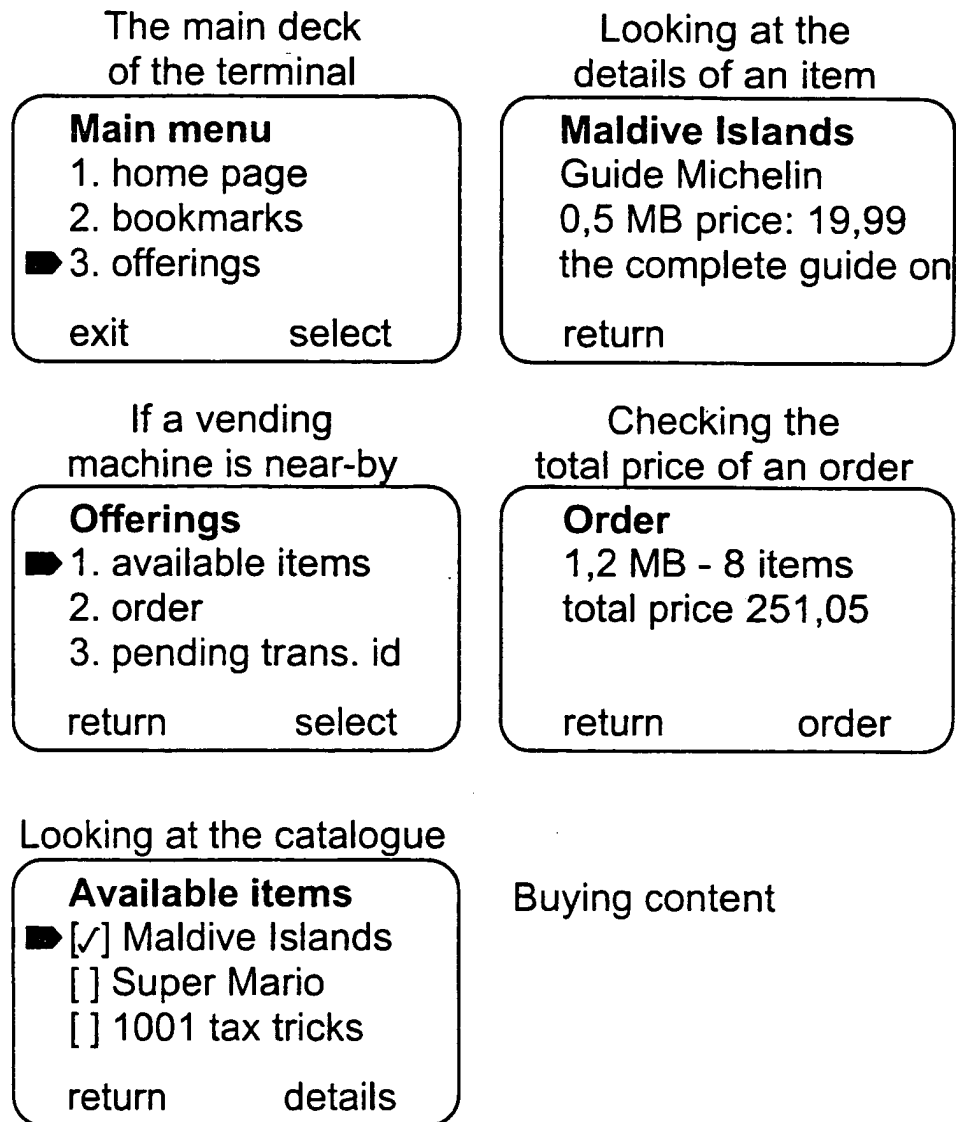 The main deck
of the terminal
Main menu
1. home page
2. bookmarks
3. offerings
exit select
If a vending
machine is near-by
Offerings
1. available items
2. order
3. pending trans. id
return select
Looking at the catalogue
Available items
[✓] Maldive Islands
[ ] Super Mario
[ ] 1001 tax tricks
return details
Looking at the
details of an item
Maldive Islands
Guide Michelin
0,5 MB price: 19,99
the complete guide on
return
Checking the
total price of an order
Order
1,2 MB - 8 items
total price 251,05
return order
Buying content